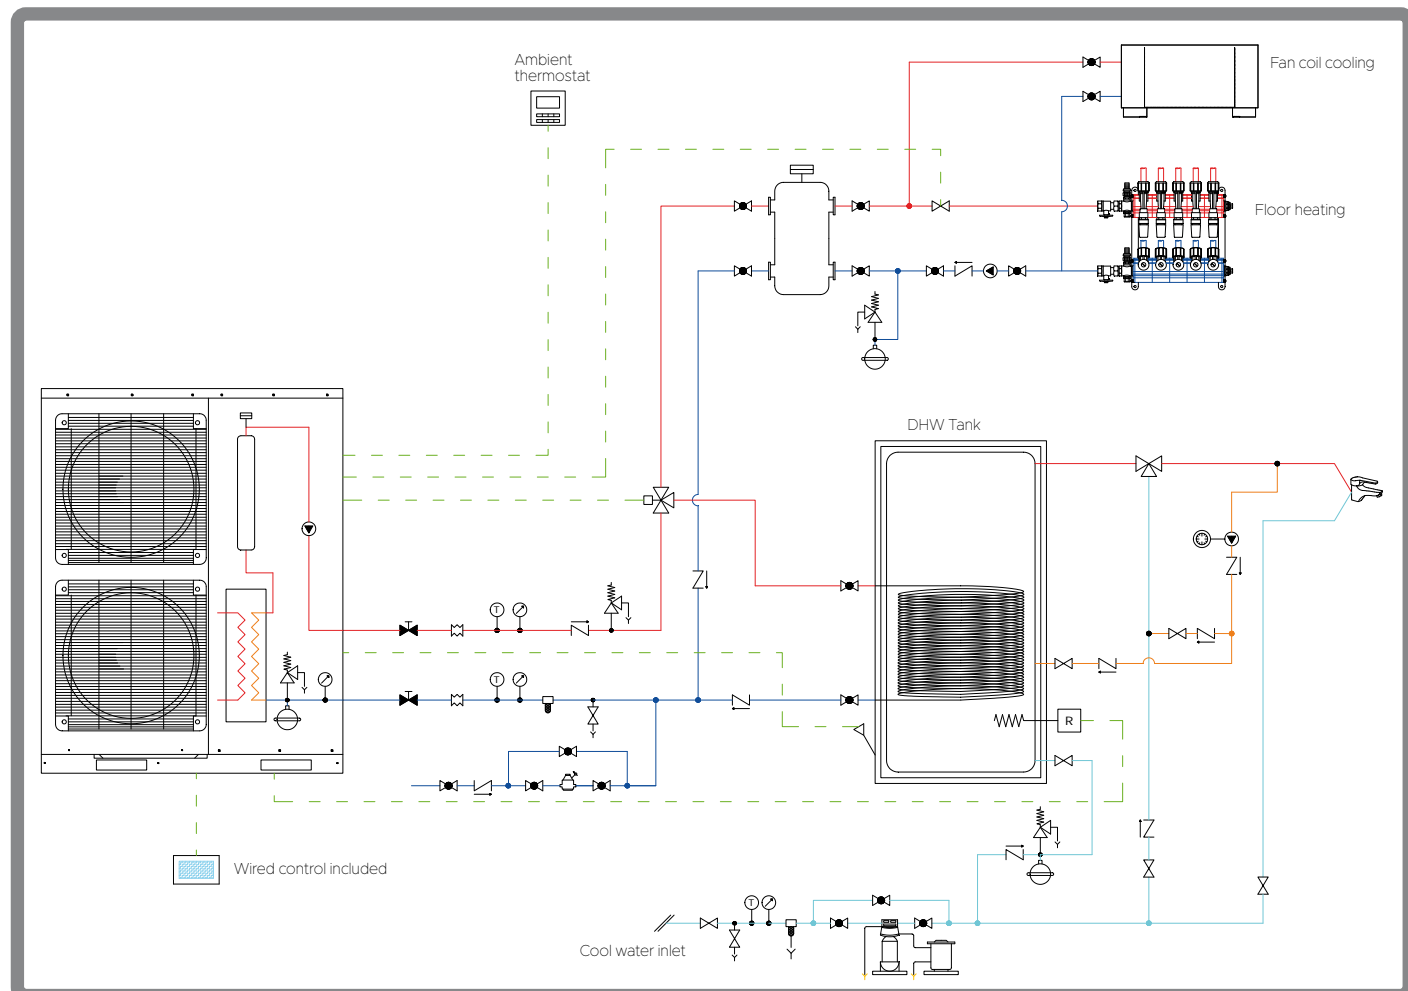 Ambient
thermostat
Fan coil cooling
Floor heating
DHW Tank
T
T
R
Wired control included
T
Cool water inlet